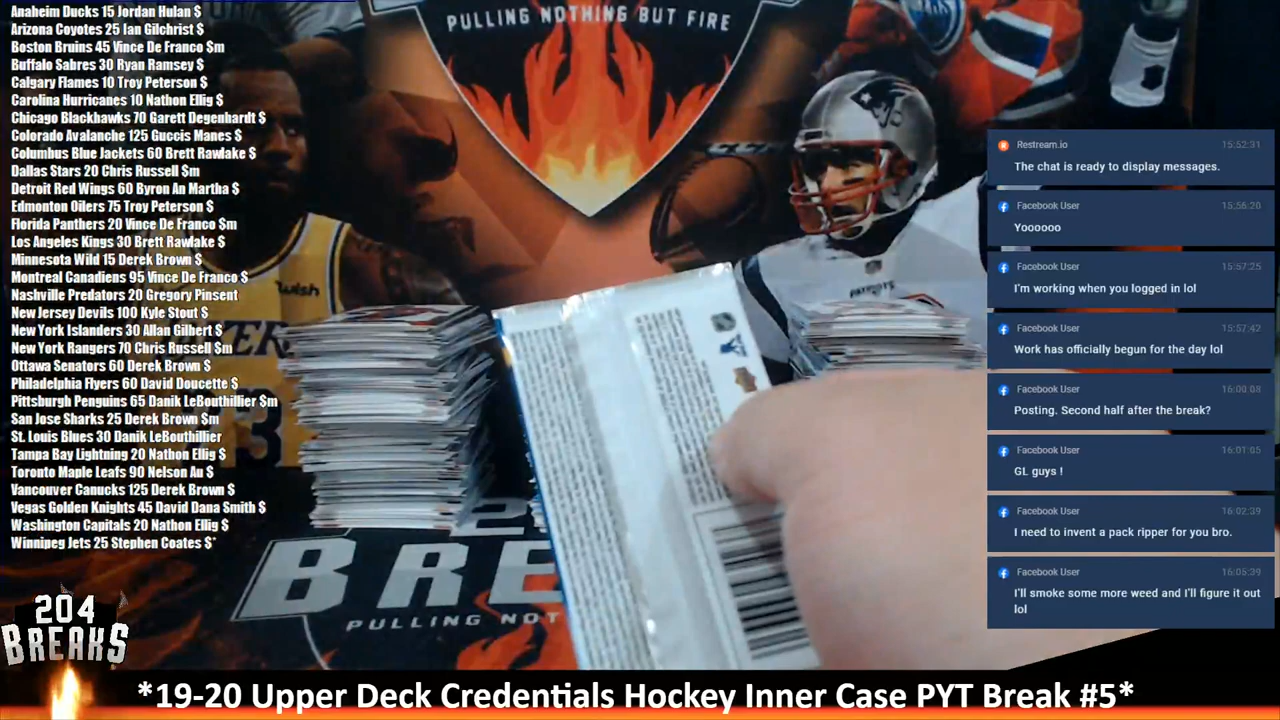 Anaheim Ducks 15 Jordan Hulan $
Arizona Coyotes 25 Ian Gilchrist $
Boston Bruins 45 Vince De Franco $m
Buffalo Sabres 30 Ryan Ramsey $
Calgary Flames 10 Troy Peterson $
Carolina Hurricanes 10 Nathon Ellig $
Chicago Blackhawks 70 Garett Degenhardt $
Colorado Avalanche 125 Guccis Manes $
Columbus Blue Jackets 60 Brett Rawlake $
Dallas Stars 20 Chris Russell $m
Detroit Red Wings 60 Byron An Martha $
Edmonton Oilers 75 Troy Peterson $
Florida Panthers 20 Vince De Franco $m
Los Angeles Kings 30 Brett Rawlake $
Minnesota Wild 15 Derek Brown $
Montreal Canadiens 95 Vince De Franco $
Nashville Predators 20 Gregory Pinsent
New Jersey Devils 100 Kyle Stout $
New York Islanders 30 Allan Gilbert $
New York Rangers 70 Chris Russell $m
Ottawa Senators 60 Derek Brown $
Philadelphia Flyers 60 David Doucette $
Pittsburgh Penguins 65 Danik LeBouthillier $m
San Jose Sharks 25 Derek Brown $m
St. Louis Blues 30 Danik LeBouthillier
Tampa Bay Lightning 20 Nathon Ellig $
Toronto Maple Leafs 90 Nelson Au $
Vancouver Canucks 125 Derek Brown $
Vegas Golden Knights 45 David Dana Smith $
Washington Capitals 20 Nathon Ellig $
Winnipeg Jets 25 Stephen Coates $*
PULLING NOTHING BUT FIRE
wish
PATRIOTS
BRE
PULLING NOT
204
BREAKS
Restream.io 15:52:31
The chat is ready to display messages.
Facebook User 15:56:20
Yoooooo
Facebook User 15:57:25
I'm working when you logged in lol
Facebook User 15:57:42
Work has officially begun for the day lol
Facebook User 16:00:08
Posting. Second half after the break?
Facebook User 16:01:05
GL guys !
Facebook User 16:02:39
I need to invent a pack ripper for you bro.
Facebook User 16:05:39
I'll smoke some more weed and I'll figure it out
lol
*19-20 Upper Deck Credentials Hockey Inner Case PYT Break #5*